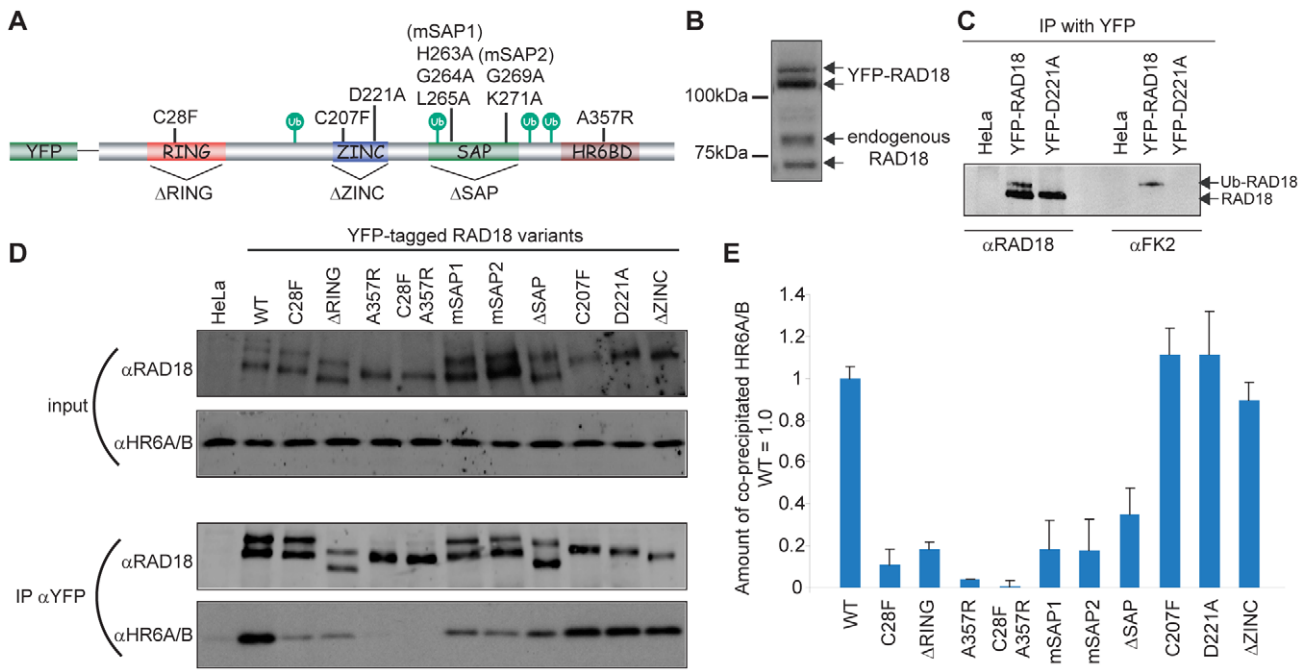 A
(mSAP1)
H263A (mSAP2)
G264A G269A
D221A L265A K271A
C28F Ub C207F Ub Ub Ub A357R
YFP RING ZINC SAP HR6BD
ΔRING ΔZINC ΔSAP
B
YFP-RAD18
100kDa
endogenous
RAD18
75kDa
C
IP with YFP
HeLa YFP-RAD18 YFP-D221A HeLa YFP-RAD18 YFP-D221A
Ub-RAD18
RAD18
αRAD18 αFK2
D
YFP-tagged RAD18 variants
HeLa WT C28F ΔRING A357R C28F A357R mSAP1 mSAP2 ΔSAP C207F D221A ΔZINC
αRAD18
input
αHR6A/B
αRAD18
IP αYFP
αHR6A/B
E
Amount of co-precipitated HR6A/B
WT = 1.0
1.4
1.2
1
0.8
0.6
0.4
0.2
0
WT C28F ΔRING A357R C28F A357R mSAP1 mSAP2 ΔSAP C207F D221A ΔZINC